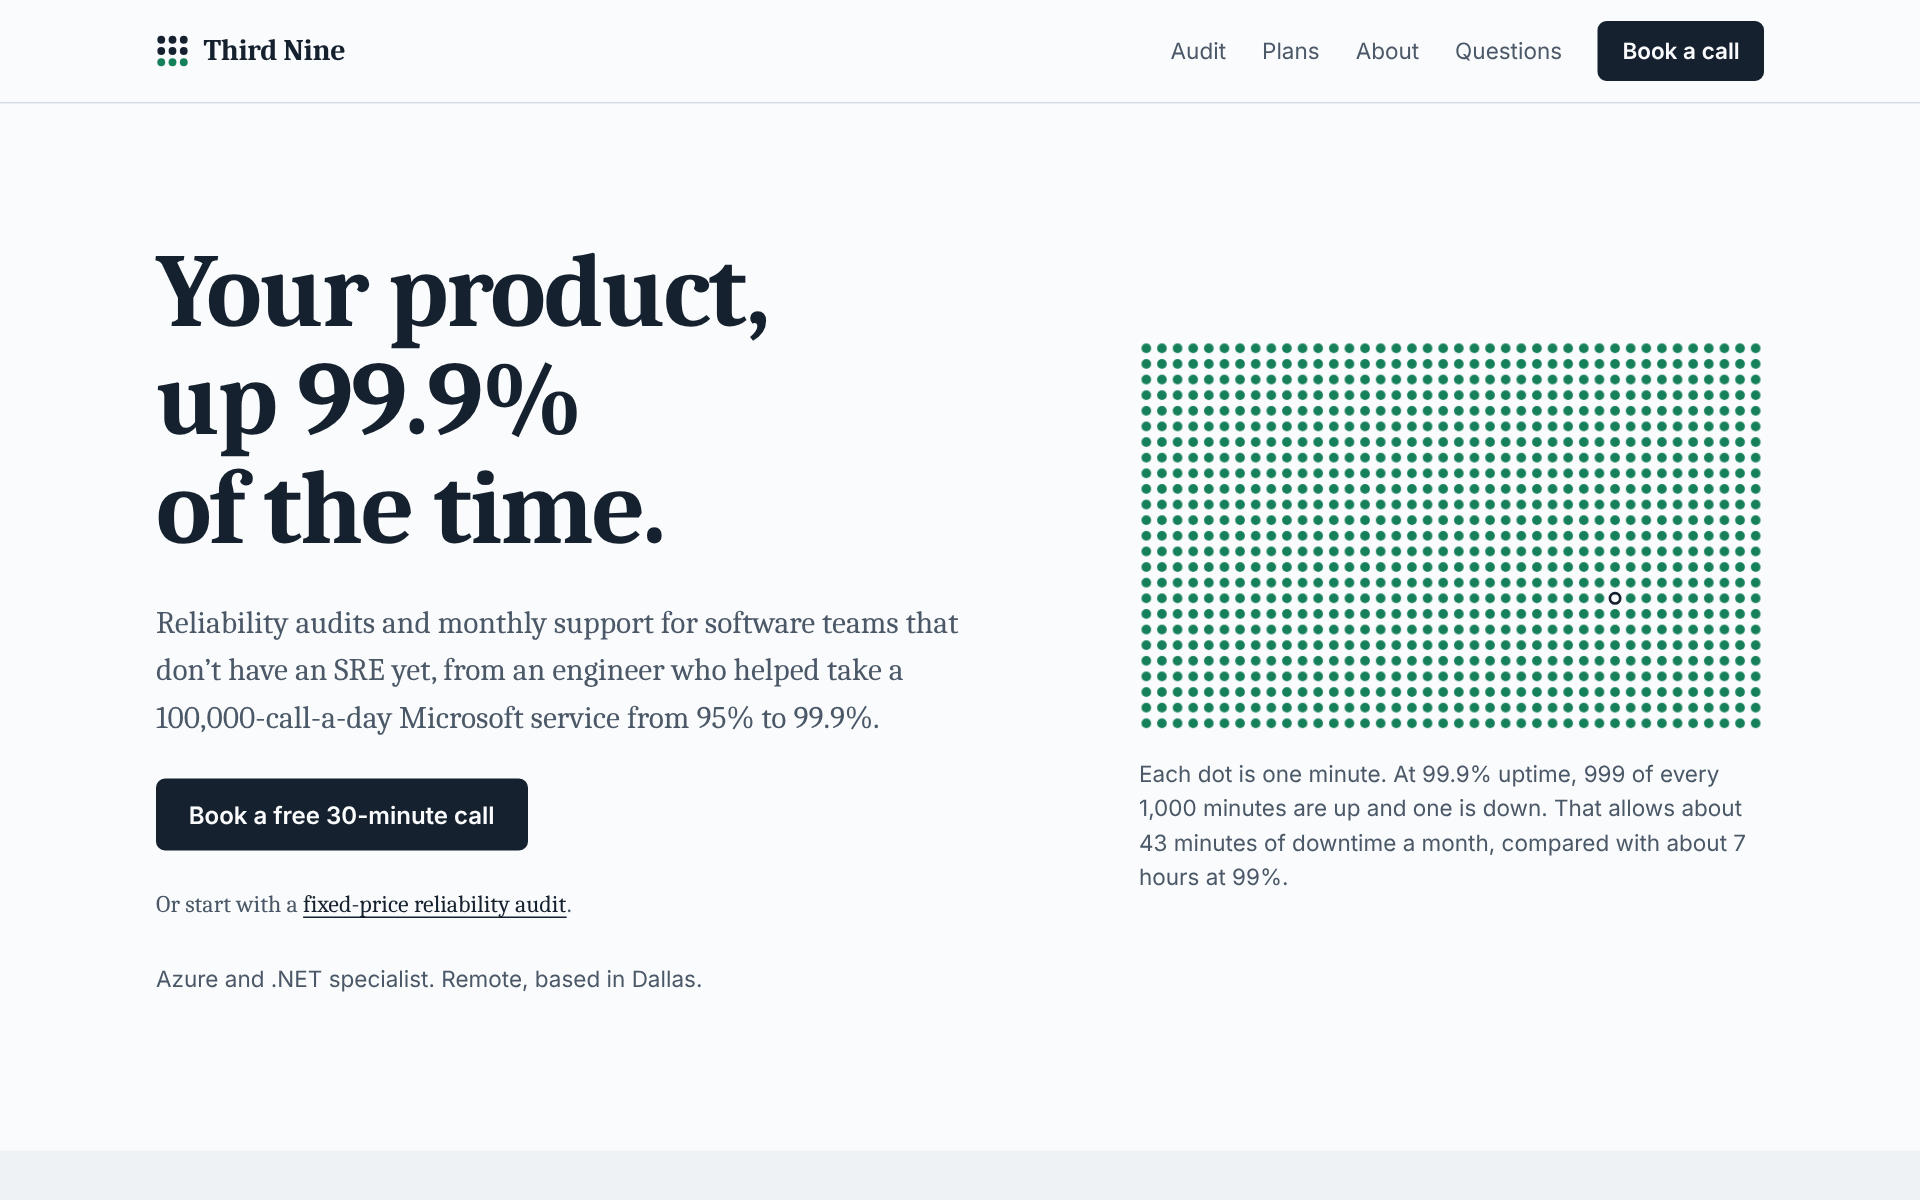 Third Nine
Audit
Plans
About
Questions
Book a call
Your product,
up 99.9%
of the time.
Reliability audits and monthly support for software teams that
don’t have an SRE yet, from an engineer who helped take a
100,000-call-a-day Microsoft service from 95% to 99.9%.
Book a free 30-minute call
Or start with a fixed-price reliability audit.
Azure and .NET specialist. Remote, based in Dallas.
Each dot is one minute. At 99.9% uptime, 999 of every
1,000 minutes are up and one is down. That allows about
43 minutes of downtime a month, compared with about 7
hours at 99%.